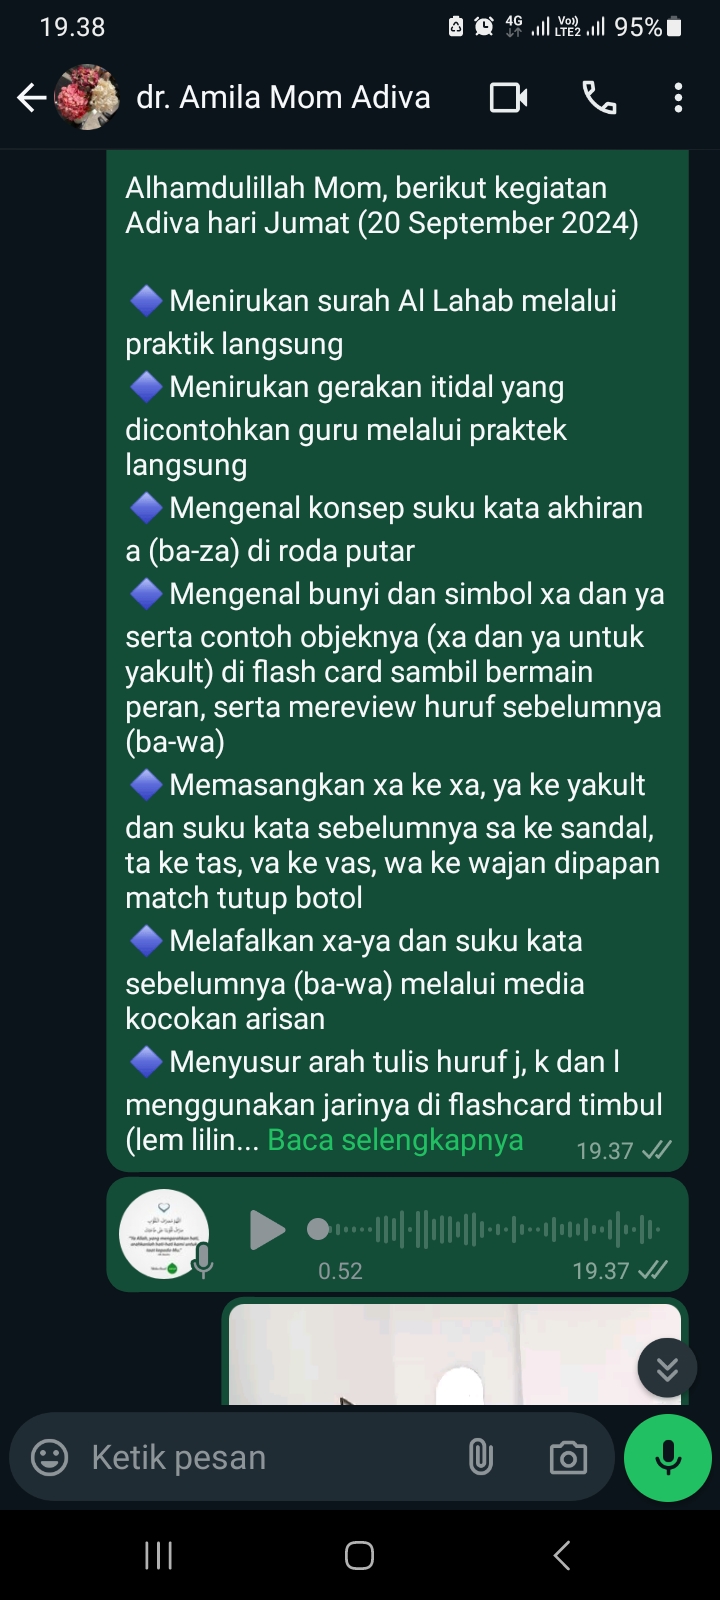 19.38
4G
Vo))
LTE2
95%
dr. Amila Mom Adiva
Alhamdulillah Mom, berikut kegiatan
Adiva hari Jumat (20 September 2024)
🔷 Menirukan surah Al Lahab melalui
praktik langsung
🔷 Menirukan gerakan itidal yang
dicontohkan guru melalui praktek
langsung
🔷 Mengenal konsep suku kata akhiran
a (ba-za) di roda putar
🔷 Mengenal bunyi dan simbol xa dan ya
serta contoh objeknya (xa dan ya untuk
yakult) di flash card sambil bermain
peran, serta mereview huruf sebelumnya
(ba-wa)
🔷 Memasangkan xa ke xa, ya ke yakult
dan suku kata sebelumnya sa ke sandal,
ta ke tas, va ke vas, wa ke wajan dipapan
match tutup botol
🔷 Melafalkan xa-ya dan suku kata
sebelumnya (ba-wa) melalui media
kocokan arisan
🔷 Menyusur arah tulis huruf j, k dan l
menggunakan jarinya di flashcard timbul
(lem lilin... Baca selengkapnya
19.37
0.52
19.37
Ketik pesan